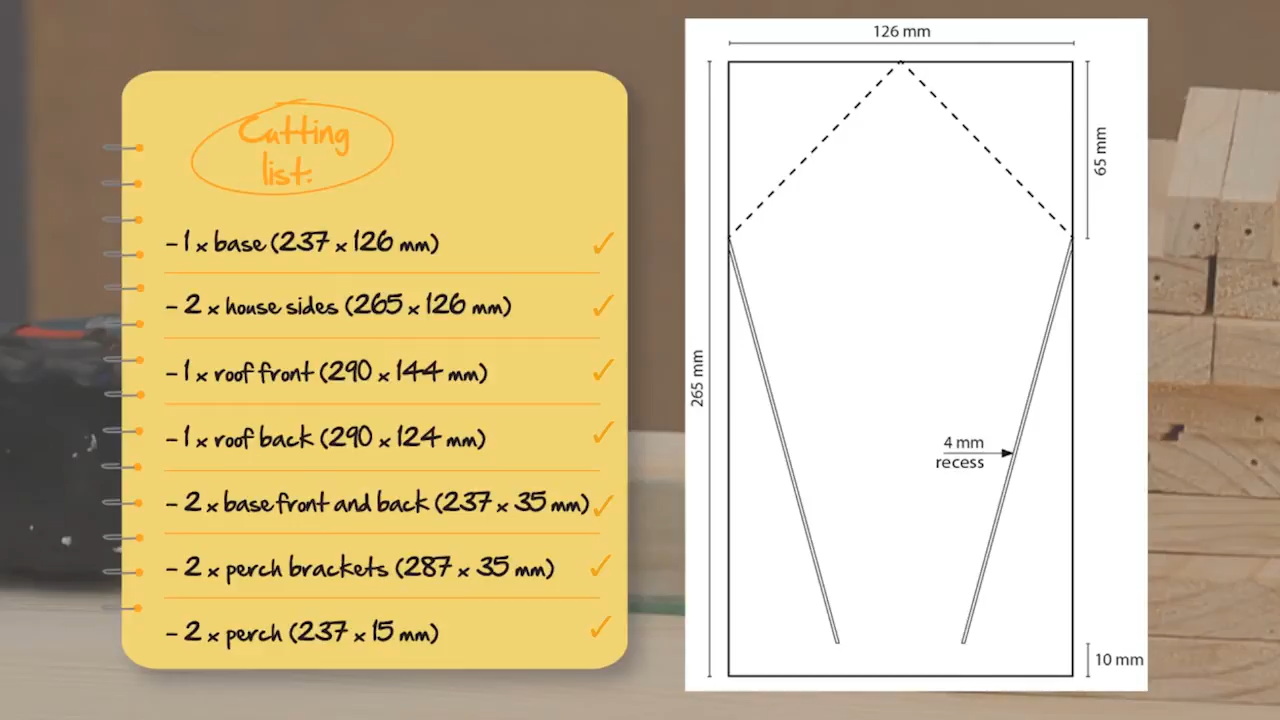 Cutting
list:
- 1 x base (237 x 126 mm)
- 2 x house sides (265 x 126 mm)
- 1 x roof front (290 x 144 mm)
- 1 x roof back (290 x 124 mm)
- 2 x base front and back (237 x 35 mm)
- 2 x perch brackets (287 x 35 mm)
- 2 x perch (237 x 15 mm)
126 mm
65 mm
265 mm
4 mm
recess
10 mm